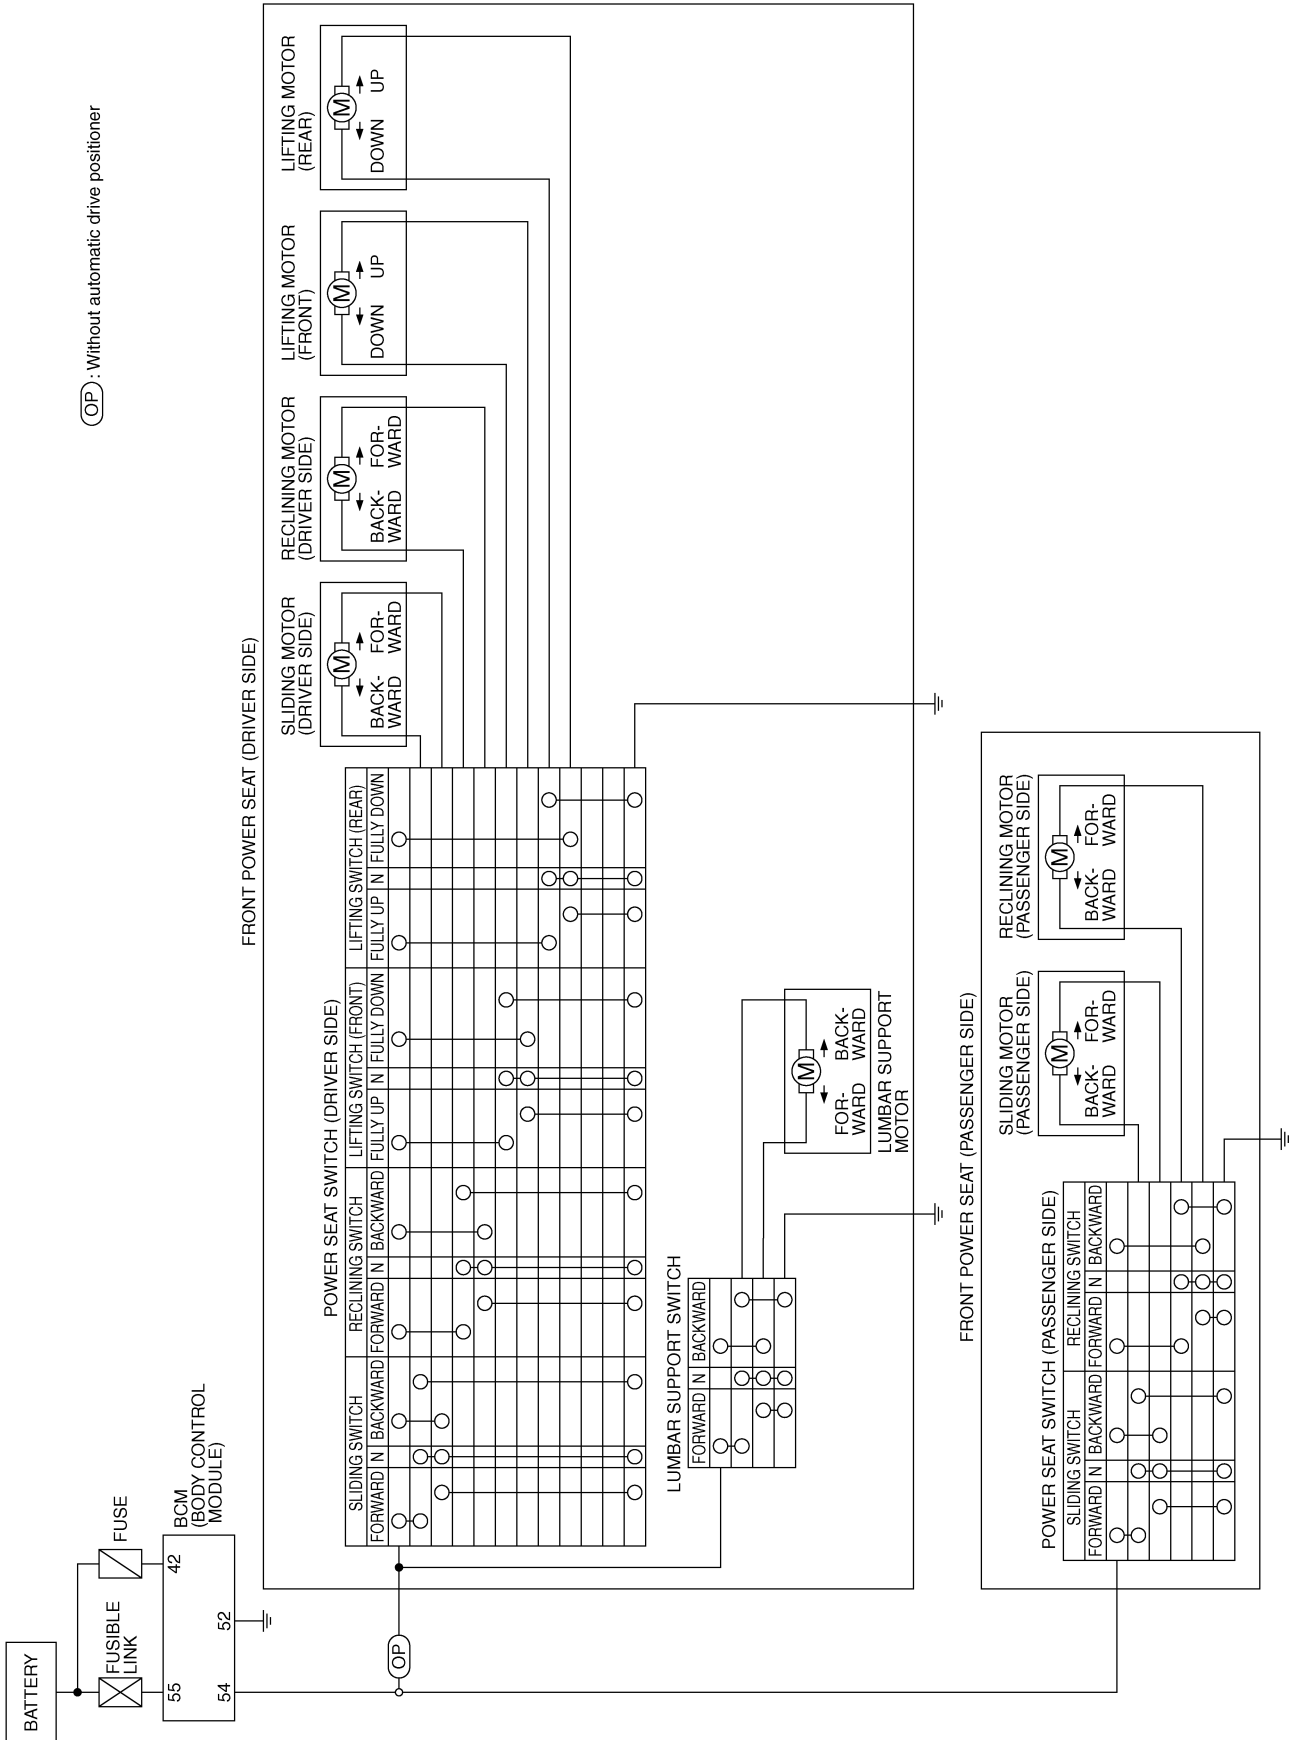 BATTERY
FUSIBLE
LINK
FUSE
55
42
54
52
BCM
(BODY CONTROL
MODULE)
OP : Without automatic drive positioner
OP
FRONT POWER SEAT (DRIVER SIDE)
SLIDING MOTOR
(DRIVER SIDE)
M
BACK-
WARD
FOR-
WARD
RECLINING MOTOR
(DRIVER SIDE)
M
BACK-
WARD
FOR-
WARD
LIFTING MOTOR
(FRONT)
M
DOWN
UP
LIFTING MOTOR
(REAR)
M
DOWN
UP
POWER SEAT SWITCH (DRIVER SIDE)
SLIDING SWITCH
RECLINING SWITCH
LIFTING SWITCH (FRONT)
LIFTING SWITCH (REAR)
FORWARD
N
BACKWARD
FORWARD
N
BACKWARD
FULLY UP
N
FULLY DOWN
FULLY UP
N
FULLY DOWN
LUMBAR SUPPORT SWITCH
FORWARD
N
BACKWARD
M
FOR-
WARD
BACK-
WARD
LUMBAR SUPPORT
MOTOR
FRONT POWER SEAT (PASSENGER SIDE)
SLIDING MOTOR
(PASSENGER SIDE)
M
BACK-
WARD
FOR-
WARD
RECLINING MOTOR
(PASSENGER SIDE)
M
BACK-
WARD
FOR-
WARD
POWER SEAT SWITCH (PASSENGER SIDE)
SLIDING SWITCH
RECLINING SWITCH
FORWARD
N
BACKWARD
FORWARD
N
BACKWARD